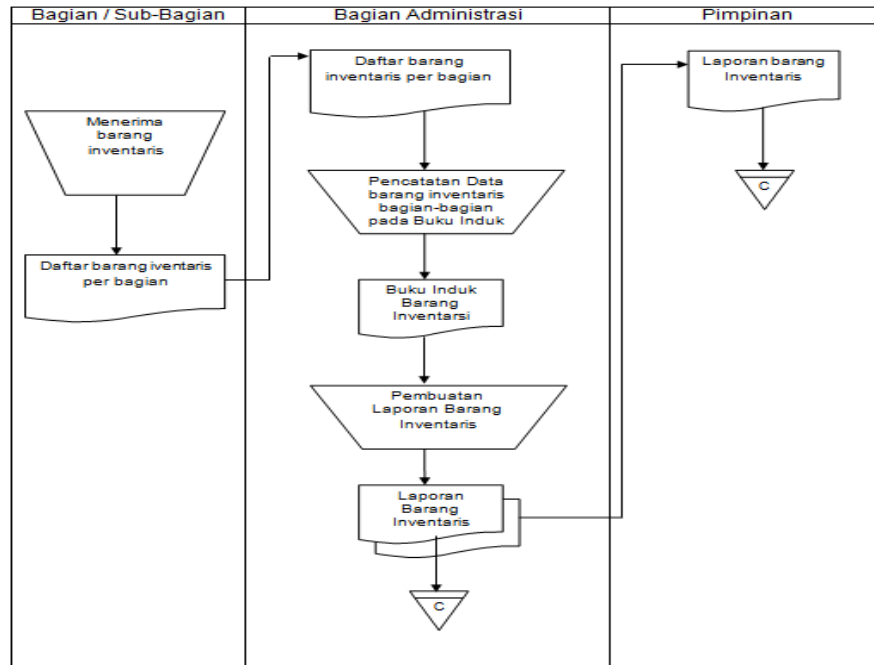 Bagian / Sub-Bagian
Bagian Administrasi
Pimpinan
Menerima
barang
inventaris
Daftar barang iventaris
per bagian
Daftar barang
inventaris per bagian
Pencatatan Data
barang inventaris
bagian-bagian
pada Buku Induk
Buku Induk
Barang
Inventarsi
Pembuatan
Laporan Barang
Inventaris
Laporan
Barang
Inventaris
C
Laporan barang
Inventaris
C